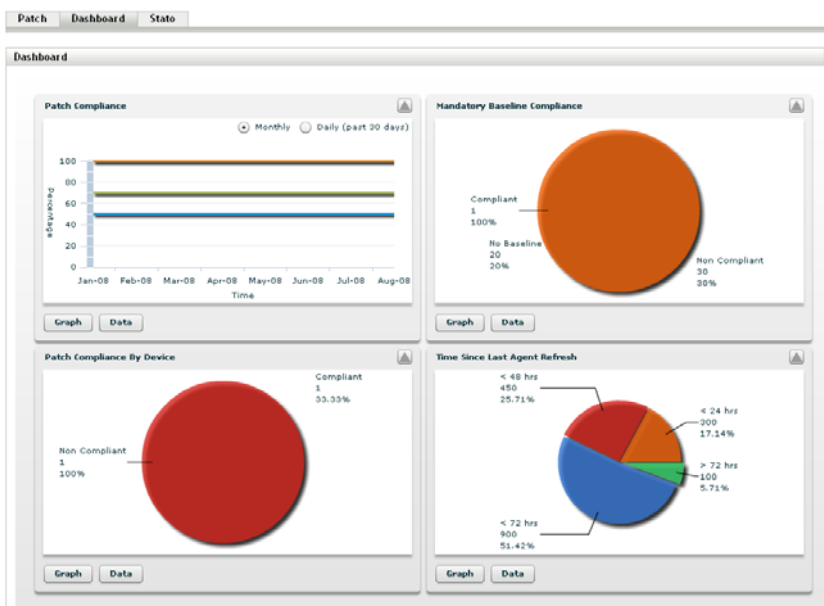 Patch Dashboard Stato
Dashboard
Patch Compliance
Monthly Daily (past 30 days)
Percentage
100
80
60
40
20
0
Jan-08 Feb-08 Mar-08 Apr-08 May-08 Jun-08 Jul-08 Aug-08
Time
Graph Data
Mandatory Baseline Compliance
Compliant
1
100%
No Baseline
20
20%
Non Compliant
30
30%
Graph Data
Patch Compliance By Device
Compliant
1
33.33%
Non Compliant
1
100%
Graph Data
Time Since Last Agent Refresh
< 48 hrs
450
25.71%
< 24 hrs
300
17.14%
> 72 hrs
100
5.71%
< 72 hrs
900
51.42%
Graph Data